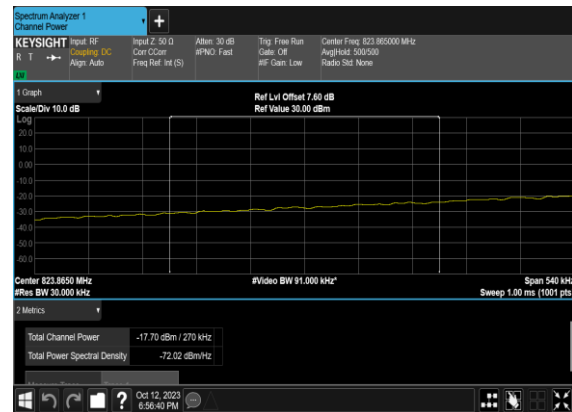 Spectrum Analyzer 1
Channel Power
+
KEYSIGHT
R T
LV
Input: RF
Coupling: DC
Align: Auto
Input Z: 50 Ω
Corr CCorr
Freq Ref: Int (S)
Atten: 30 dB
#PNO: Fast
Trig: Free Run
Gate: Off
#IF Gain: Low
Center Freq: 823.865000 MHz
Avg|Hold: 500/500
Radio Std: None
1 Graph
Scale/Div 10.0 dB
Ref Lvl Offset 7.60 dB
Ref Value 30.00 dBm
Log
20.0
10.0
0.00
-10.0
-20.0
-30.0
-40.0
-50.0
-60.0
Center 823.8650 MHz
#Res BW 30.000 kHz
#Video BW 91.000 kHz*
Span 540 kHz
Sweep 1.00 ms (1001 pts
2 Metrics
Total Channel Power -17.70 dBm / 270 kHz
Total Power Spectral Density -72.02 dBm/Hz
?
Oct 12, 2023
6:56:40 PM